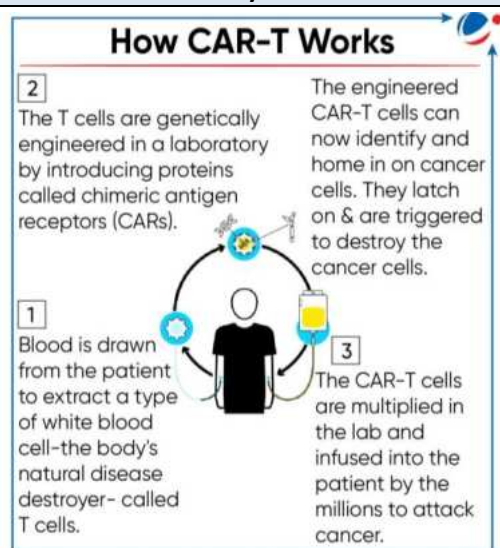 How CAR-T Works
1
Blood is drawn
from the patient
to extract a type
of white blood
cell-the body's
natural disease
destroyer- called
T cells.
2
The T cells are genetically
engineered in a laboratory
by introducing proteins
called chimeric antigen
receptors (CARs).
3
The CAR-T cells
are multiplied in
the lab and
infused into the
patient by the
millions to attack
cancer.
The engineered
CAR-T cells can
now identify and
home in on cancer
cells. They latch
on & are triggered
to destroy the
cancer cells.